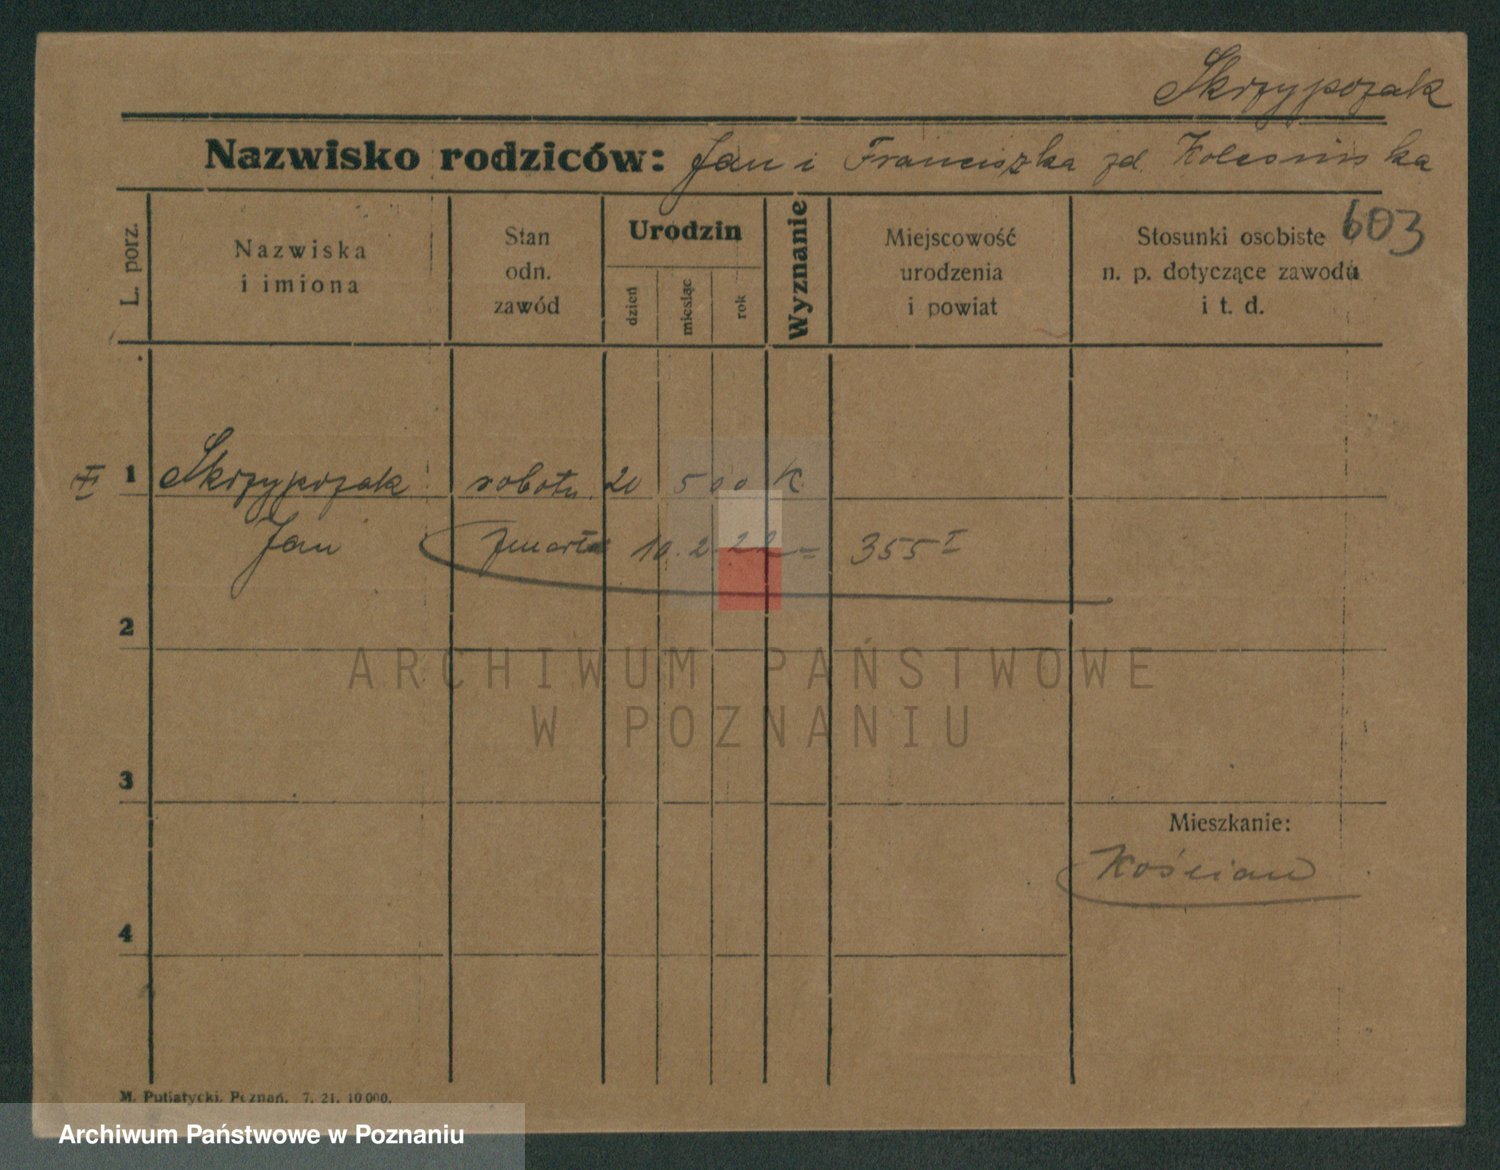 Skrzypczak
Nazwisko rodziców: Jan i Franciszka zd. Kolesińska
603
L. porz.
Nazwiska
i imiona
Stan
odn.
zawód
Urodzin
dzień
miesiąc
rok
Wyznanie
Miejscowość
urodzenia
i powiat
Stosunki osobiste
n. p. dotyczące zawodu
i t. d.
1 Skrzypczak robotn. 20 5 00 K.
Jan zmarła 10.2.22= 355 I
2
ARCHIWUM PAŃSTWOWE
W POZNANIU
3
Mieszkanie:
Kościan
4
M. Putiatycki, Poznań. 7. 21. 10000.
Archiwum Państwowe w Poznaniu